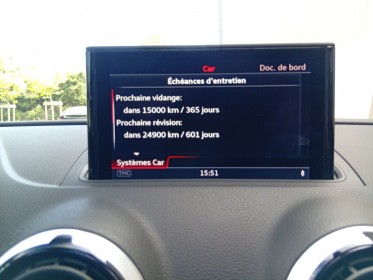 Car Doc. de bord
Échéances d'entretien
Prochaine vidange:
dans 15000 km / 365 jours
Prochaine révision:
dans 24900 km / 601 jours
Systèmes Car
THC 15:51